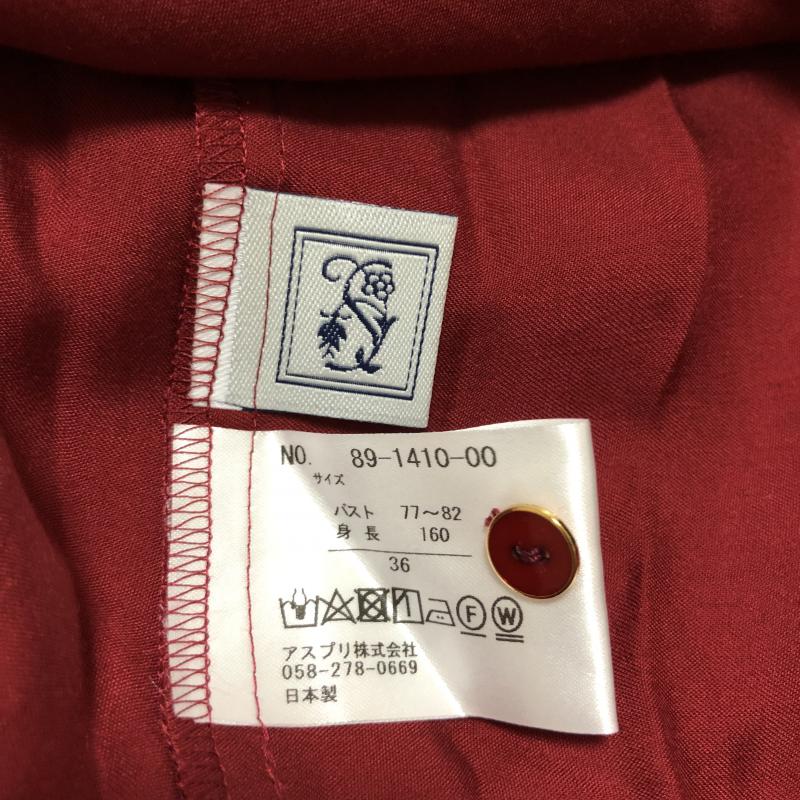 NO. 89-1410-00
サイズ
バスト 77～82
身長 160
36
F W
アスプリ株式会社
058-278-0669
日本製